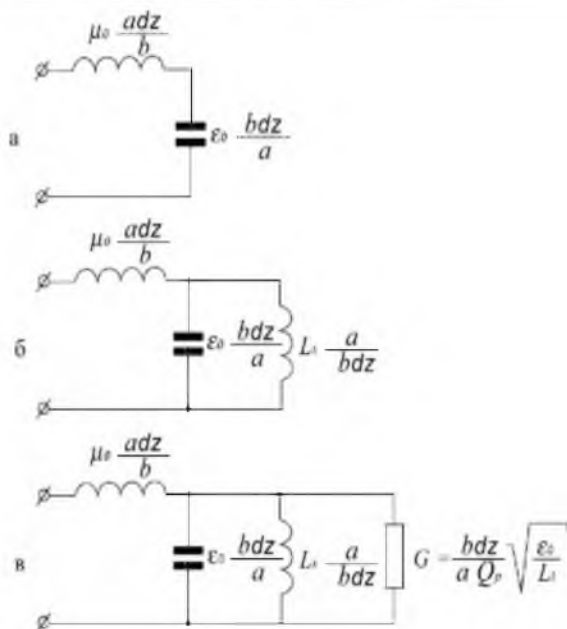 μ₀ adz/b
а
ε₀ bdz/a
μ₀ adz/b
б
ε₀ bdz/a
L₁ a/bdz
μ₀ adz/b
в
ε₀ bdz/a
L₁ a/bdz
G = bdz/a Qₚ √ε₀/L₁